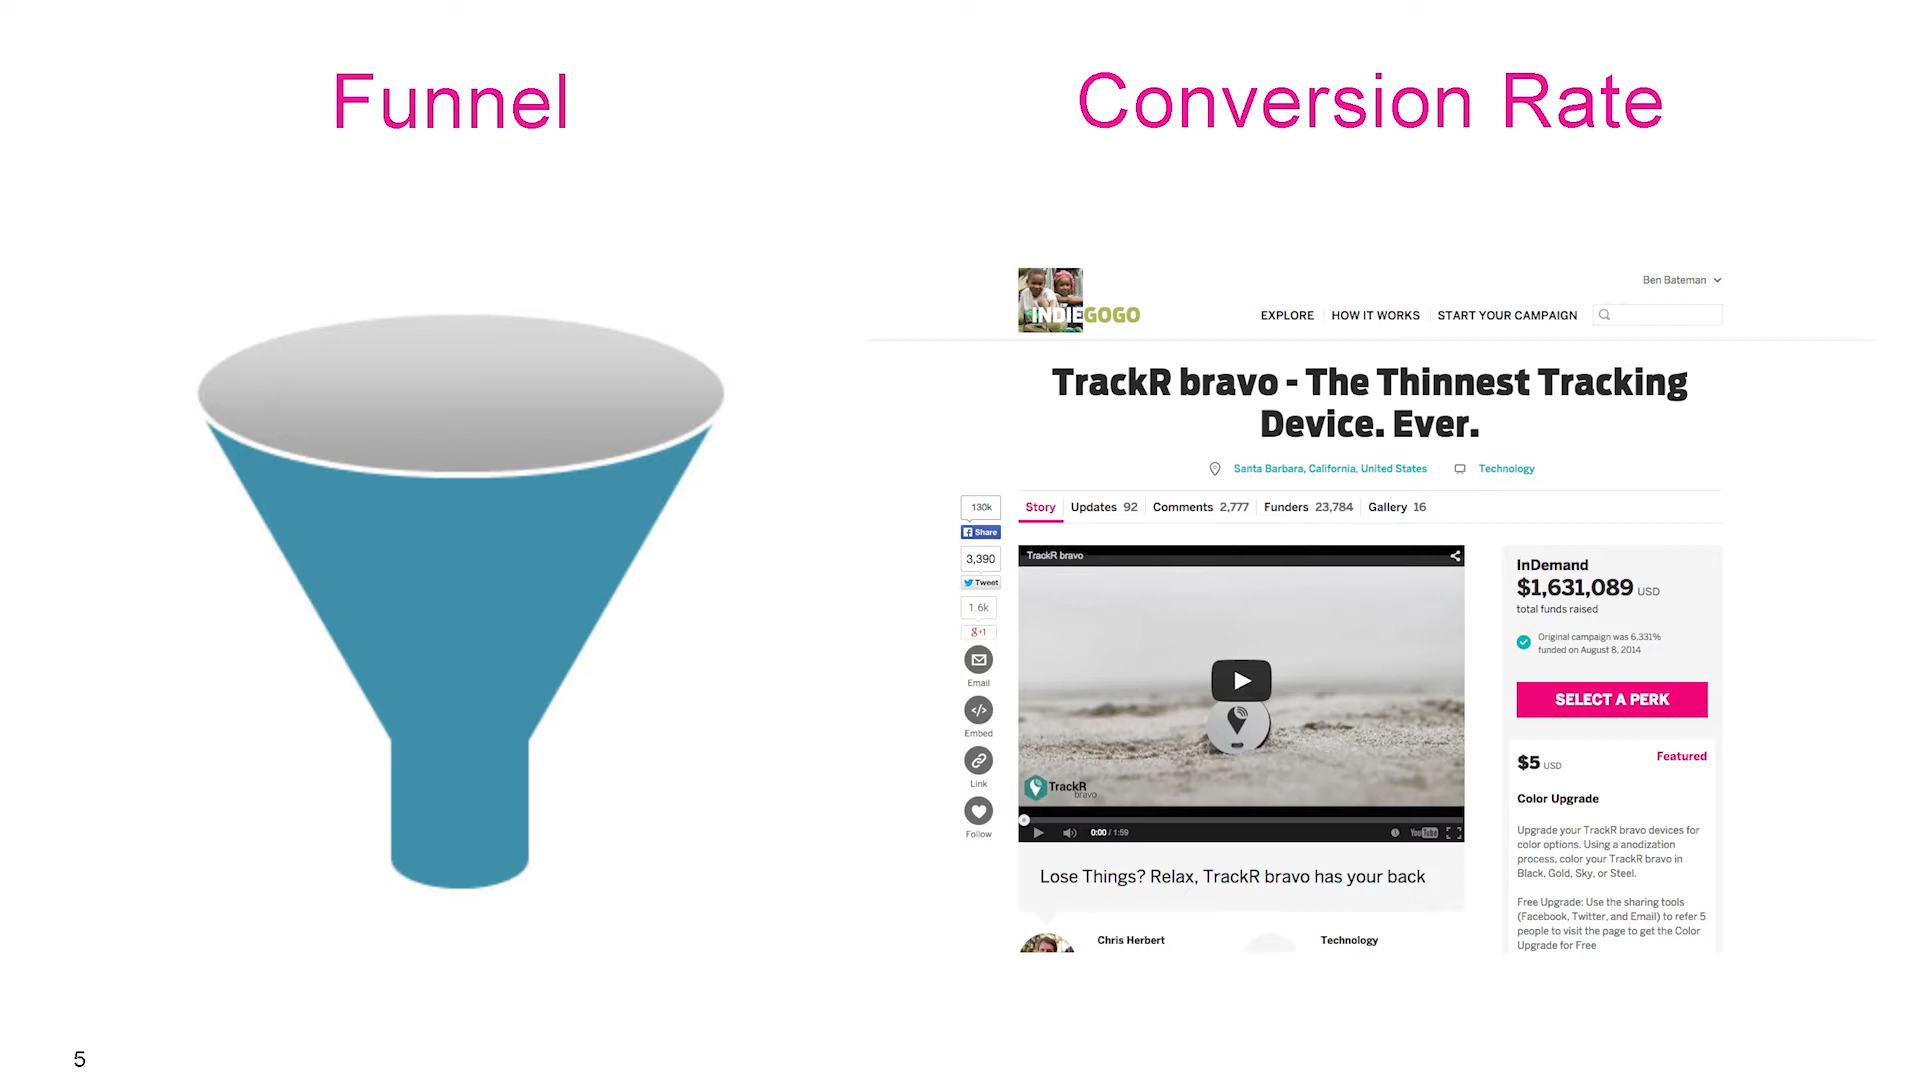 Funnel
Conversion Rate
INDIEGOGO
Ben Bateman
EXPLORE HOW IT WORKS START YOUR CAMPAIGN
TrackR bravo - The Thinnest Tracking
Device. Ever.
Santa Barbara, California, United States Technology
Story Updates 92 Comments 2,777 Funders 23,784 Gallery 16
130k
Share
3,390
Tweet
1.6k
g+1
Email
Embed
Link
Follow
TrackR bravo
TrackR
bravo
0:00 / 1:59
YouTube
Lose Things? Relax, TrackR bravo has your back
Chris Herbert
Technology
InDemand
$1,631,089 USD
total funds raised
Original campaign was 6,331%
funded on August 8, 2014
SELECT A PERK
$5 USD Featured
Color Upgrade
Upgrade your TrackR bravo devices for
color options. Using a anodization
process, color your TrackR bravo in
Black, Gold, Sky, or Steel.
Free Upgrade: Use the sharing tools
(Facebook, Twitter, and Email) to refer 5
people to visit the page to get the Color
Upgrade for Free
5